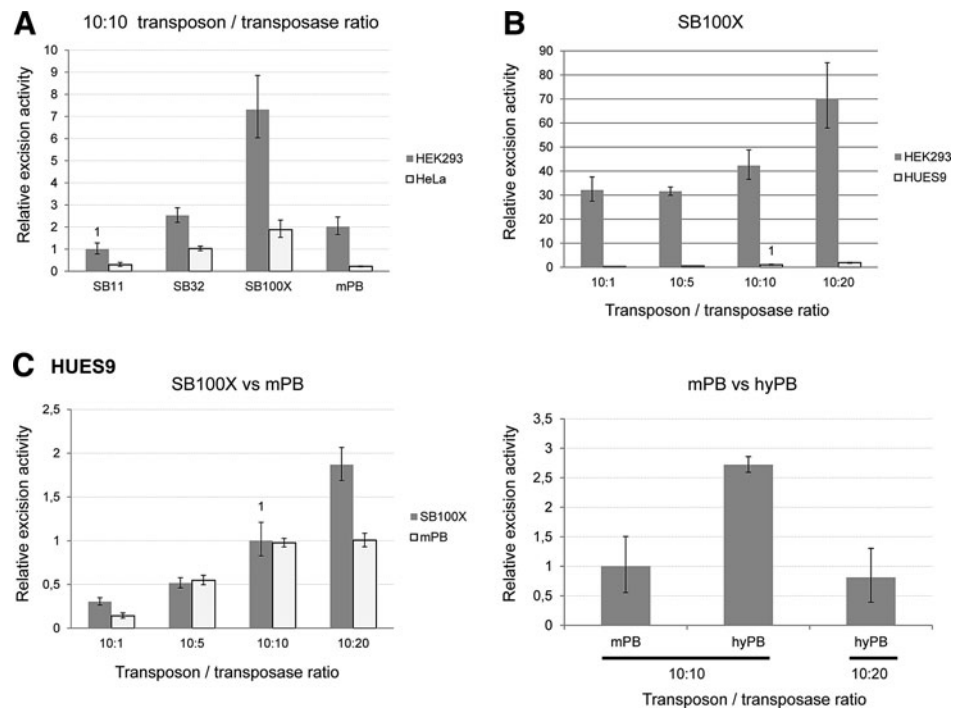 A
10:10 transposon / transposase ratio
Relative excision activity
10
9
8
7
6
5
4
3
2
1
0
1
SB11 SB32 SB100X mPB
HEK293
HeLa
B
SB100X
Relative excision activity
90
80
70
60
50
40
30
20
10
0
1
10:1 10:5 10:10 10:20
Transposon / transposase ratio
HEK293
HUES9
C HUES9
SB100X vs mPB
Relative excision activity
2,5
2
1,5
1
0,5
0
1
10:1 10:5 10:10 10:20
Transposon / transposase ratio
SB100X
mPB
mPB vs hyPB
Relative excision activity
3,5
3
2,5
2
1,5
1
0,5
0
mPB hyPB hyPB
10:10 10:20
Transposon / transposase ratio